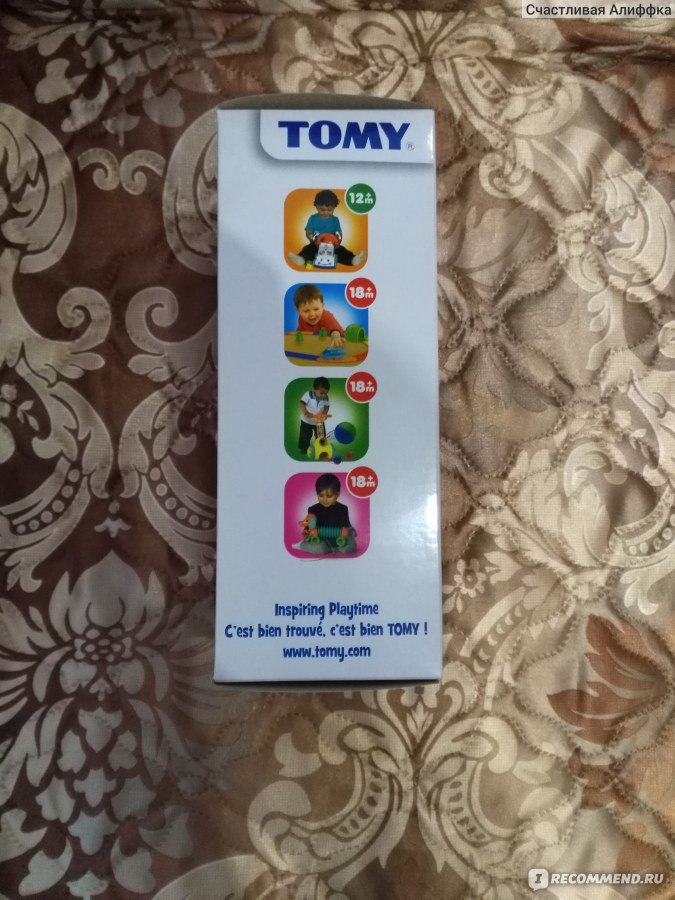 Счастливая Алиффка
TOMY®
12+m
18+m
18+m
18+m
Inspiring Playtime
C'est bien trouvé, c'est bien TOMY !
www.tomy.com
IRECOMMEND.RU